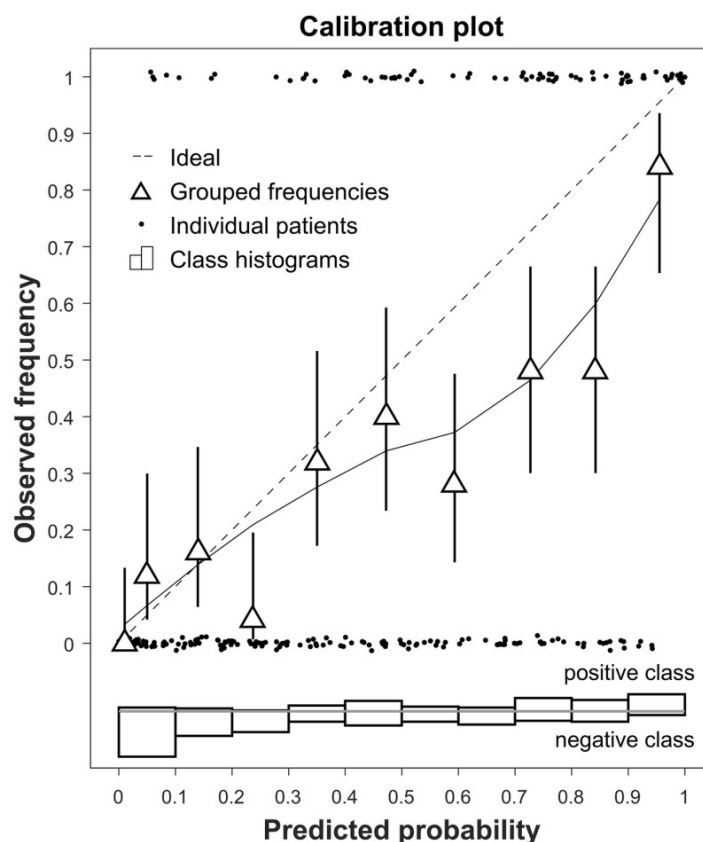 Calibration plot
1
0.9
0.8
0.7
0.6
0.5
0.4
0.3
0.2
0.1
0
Observed frequency
Ideal
Grouped frequencies
Individual patients
Class histograms
positive class
negative class
0 0.1 0.2 0.3 0.4 0.5 0.6 0.7 0.8 0.9 1
Predicted probability